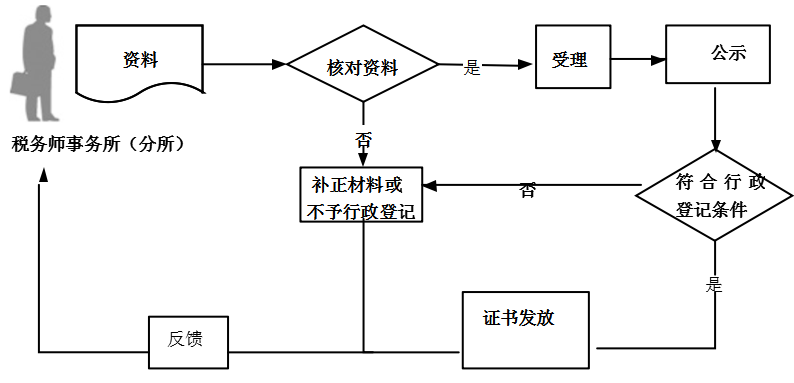 资料
核对资料
是
受理
公示
税务师事务所（分所）
否
补正材料或
不予行政登记
否
符合行政
登记条件
是
证书发放
反馈